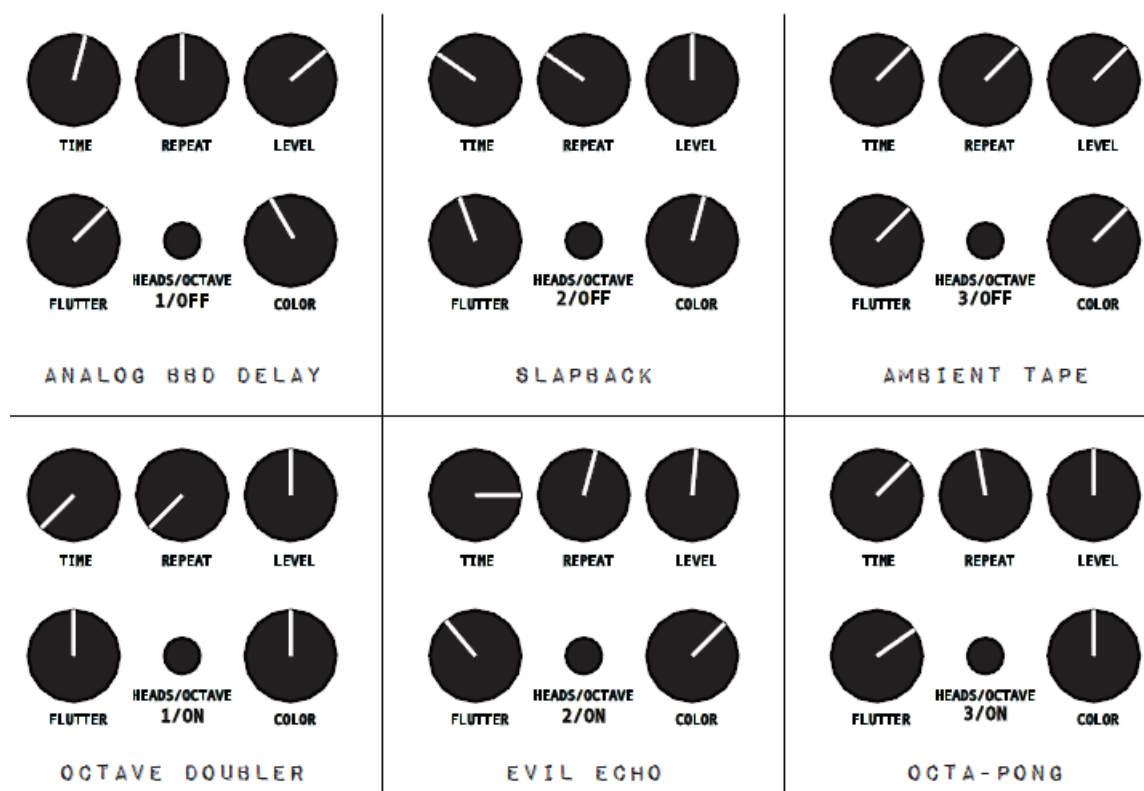 TIME REPEAT LEVEL
HEADS/OCTAVE
FLUTTER 1/OFF COLOR
ANALOG BBD DELAY
TIME REPEAT LEVEL
HEADS/OCTAVE
FLUTTER 2/OFF COLOR
SLAPBACK
TIME REPEAT LEVEL
HEADS/OCTAVE
FLUTTER 3/OFF COLOR
AMBIENT TAPE
TIME REPEAT LEVEL
HEADS/OCTAVE
FLUTTER 1/ON COLOR
OCTAVE DOUBLER
TIME REPEAT LEVEL
HEADS/OCTAVE
FLUTTER 2/ON COLOR
EVIL ECHO
TIME REPEAT LEVEL
HEADS/OCTAVE
FLUTTER 3/ON COLOR
OCTA-PONG